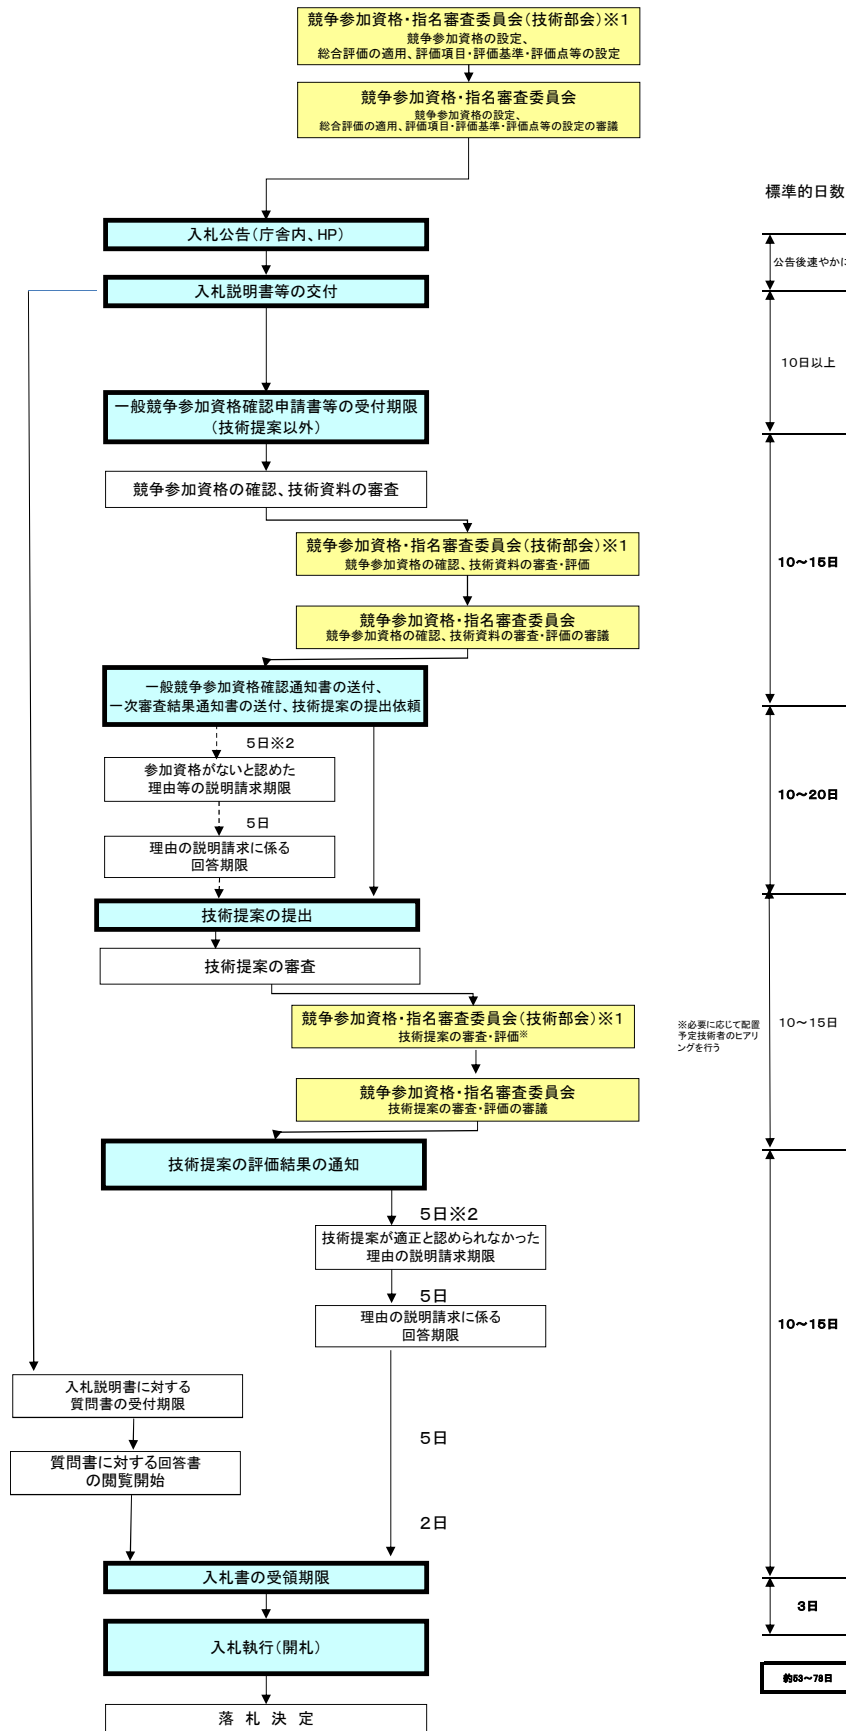 競争参加資格・指名審査委員会(技術部会)※1
競争参加資格の設定、
総合評価の適用、評価項目・評価基準・評価点等の設定
競争参加資格・指名審査委員会
競争参加資格の設定、
総合評価の適用、評価項目・評価基準・評価点等の設定の審議
標準的日数
入札公告(庁舎内、HP)
公告後速やかに
入札説明書等の交付
10日以上
一般競争参加資格確認申請書等の受付期限
(技術提案以外)
競争参加資格の確認、技術資料の審査
競争参加資格・指名審査委員会(技術部会)※1
競争参加資格の確認、技術資料の審査・評価
10~15日
競争参加資格・指名審査委員会
競争参加資格の確認、技術資料の審査・評価の審議
一般競争参加資格確認通知書の送付、
一次審査結果通知書の送付、技術提案の提出依頼
5日※2
参加資格がないと認めた
理由等の説明請求期限
10~20日
5日
理由の説明請求に係る
回答期限
技術提案の提出
技術提案の審査
競争参加資格・指名審査委員会(技術部会)※1
技術提案の審査・評価※
※必要に応じて配置
予定技術者のヒアリ
ングを行う
10~15日
競争参加資格・指名審査委員会
技術提案の審査・評価の審議
技術提案の評価結果の通知
5日※2
技術提案が適正と認められなかった
理由の説明請求期限
5日
理由の説明請求に係る
回答期限
10~15日
入札説明書に対する
質問書の受付期限
5日
質問書に対する回答書
の閲覧開始
2日
入札書の受領期限
3日
入札執行(開札)
約53~78日
落 札 決 定